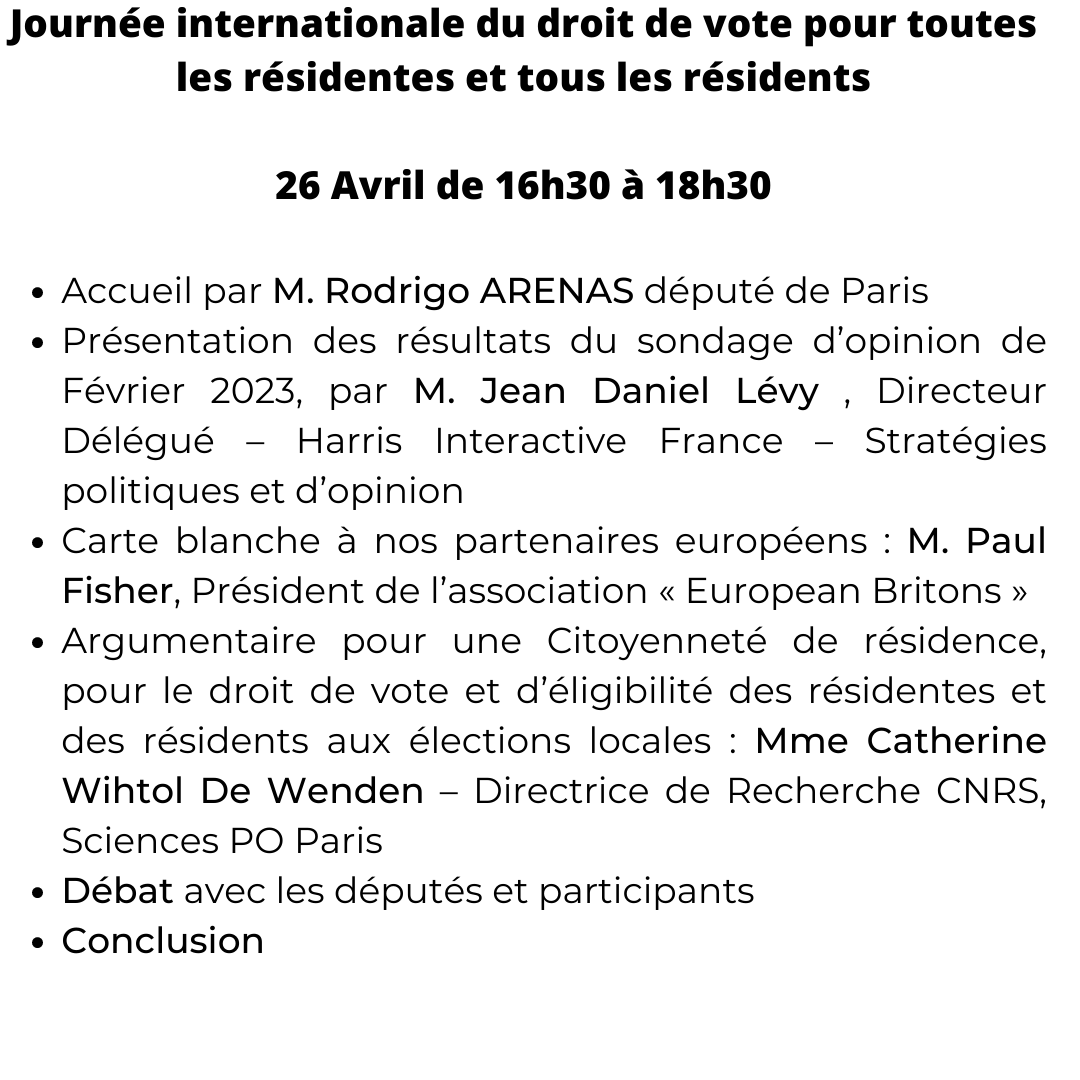 Journée internationale du droit de vote pour toutes
les résidentes et tous les résidents
26 Avril de 16h30 à 18h30
• Accueil par M. Rodrigo ARENAS député de Paris
• Présentation des résultats du sondage d’opinion de
Février 2023, par M. Jean Daniel Lévy , Directeur
Délégué – Harris Interactive France – Stratégies
politiques et d’opinion
• Carte blanche à nos partenaires européens : M. Paul
Fisher, Président de l’association « European Britons »
• Argumentaire pour une Citoyenneté de résidence,
pour le droit de vote et d’éligibilité des résidentes et
des résidents aux élections locales : Mme Catherine
Wihtol De Wenden – Directrice de Recherche CNRS,
Sciences PO Paris
• Débat avec les députés et participants
• Conclusion